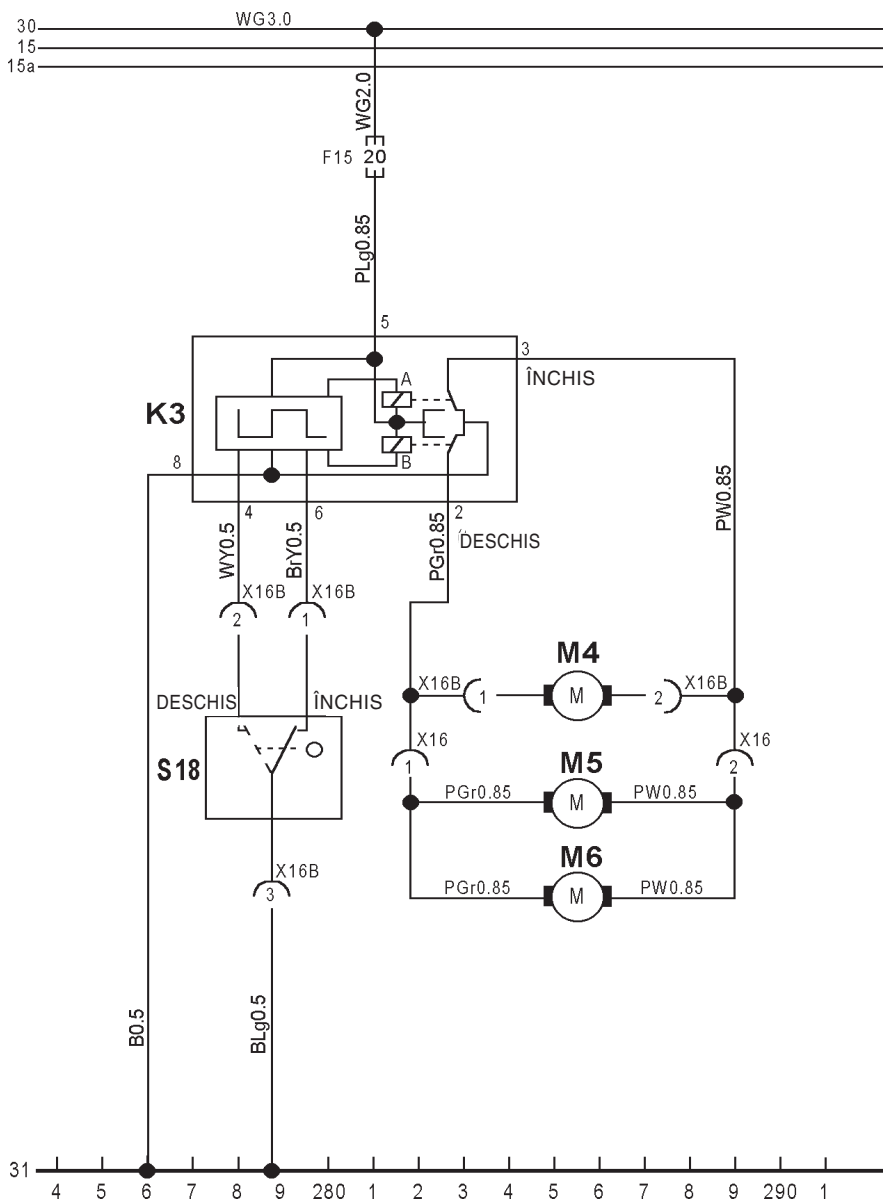 30
WG3.0
15
15a
WG2.0
F15 20
PLg0.85
5
3
A
ÎNCHIS
K3
8
B
4
6
2
WY0.5
BrY0.5
PGr0.85
DESCHIS
PW0.85
X16B
X16B
2
1
M4
DESCHIS
ÎNCHIS
X16B
1
M
2
X16B
S18
X16
1
X16
2
M5
PGr0.85
M
PW0.85
M6
PGr0.85
M
PW0.85
X16B
3
B0.5
BLg0.5
31
4 5 6 7 8 9 280 1 2 3 4 5 6 7 8 9 290 1